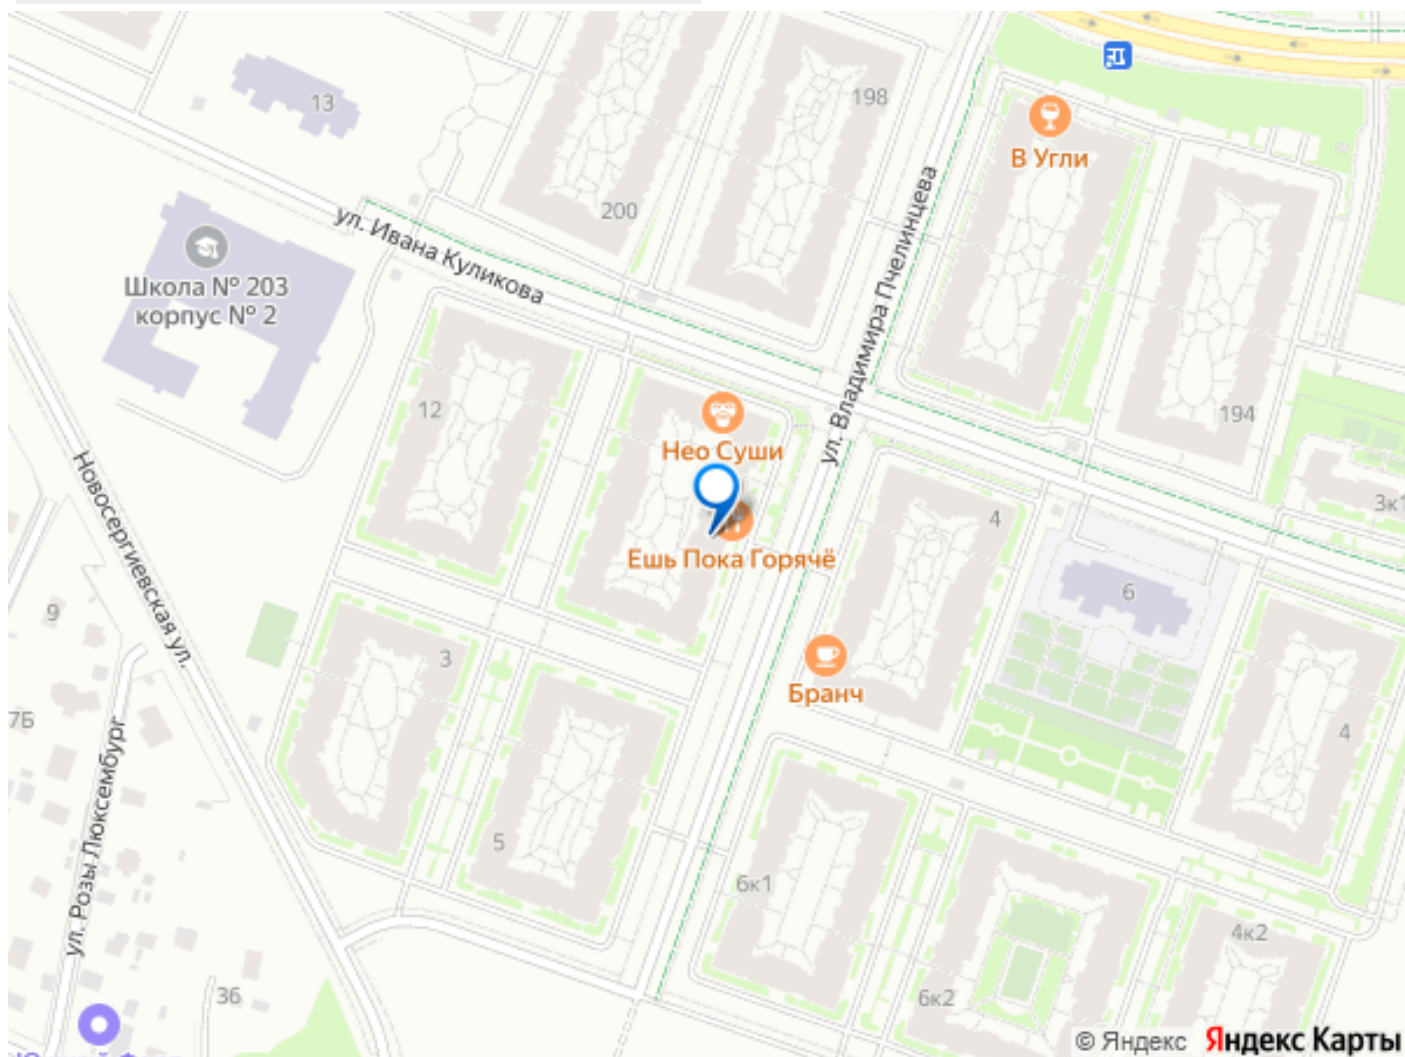 13
198
В Угли
200
ул. Ивана Куликова
ул. Владимира Пчелинцева
Школа № 203
корпус № 2
12
Нео Суши
194
3к1
4
Ешь Пока Горячё
6
Новосергиевская ул.
9
3
Бранч
7Б
4
ул. Розы Люксембург
5
6к1
4к2
36
6к2
© Яндекс Яндекс Карты